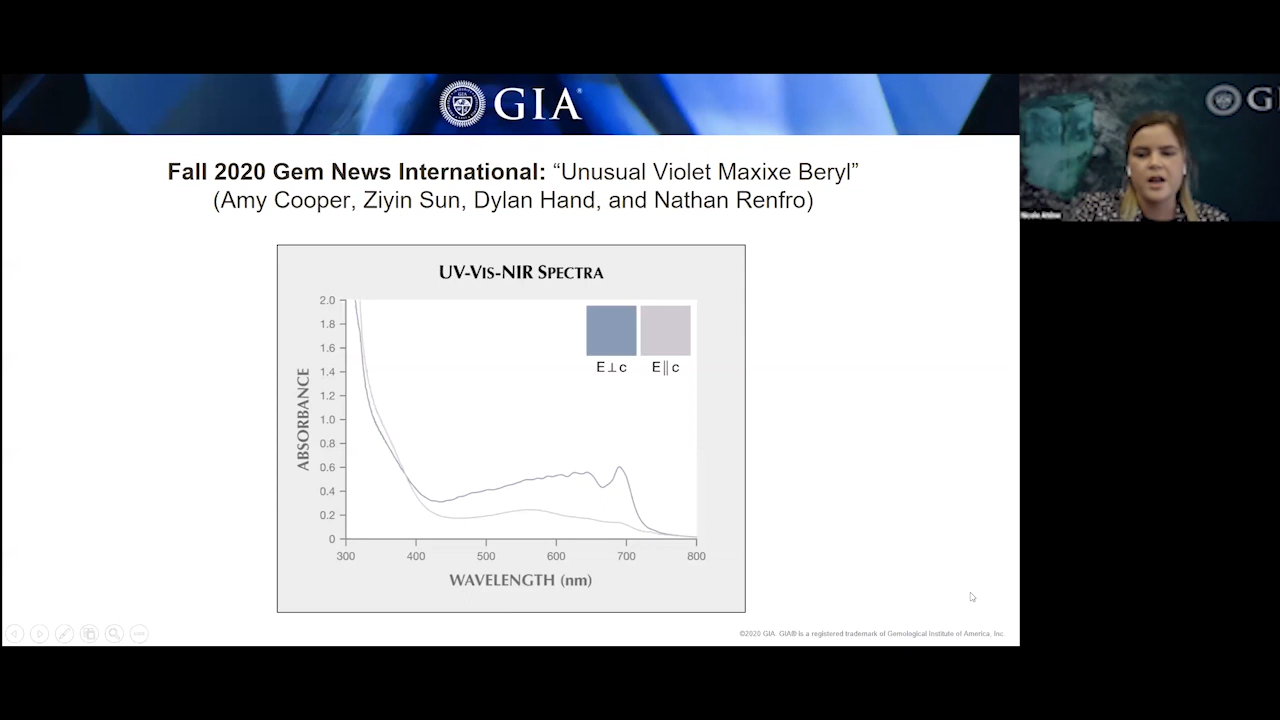 GIA®
Fall 2020 Gem News International: “Unusual Violet Maxixe Beryl”
(Amy Cooper, Ziyin Sun, Dylan Hand, and Nathan Renfro)
UV-VIS-NIR SPECTRA
E⊥c E∥c
ABSORBANCE
2.0
1.8
1.6
1.4
1.2
1.0
0.8
0.6
0.4
0.2
0
300 400 500 600 700 800
WAVELENGTH (nm)
©2020 GIA. GIA® is a registered trademark of Gemological Institute of America, Inc.
GI